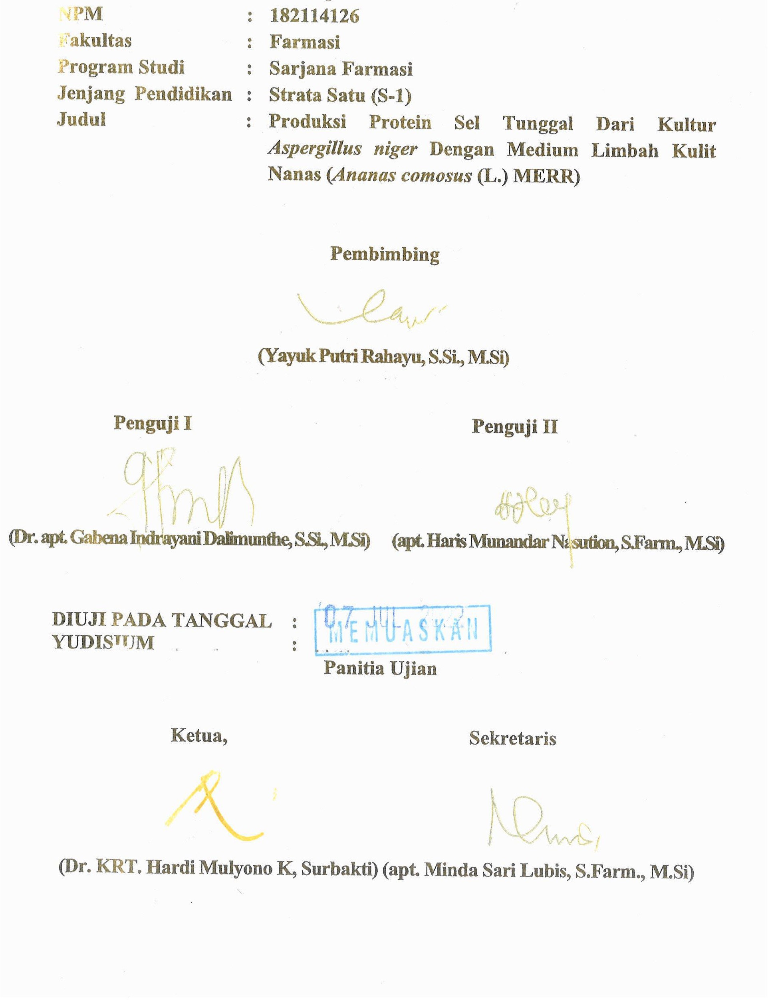 NPM : 182114126
Fakultas : Farmasi
Program Studi : Sarjana Farmasi
Jenjang Pendidikan : Strata Satu (S-1)
Judul : Produksi Protein Sel Tunggal Dari Kultur
Aspergillus niger Dengan Medium Limbah Kulit
Nanas (Ananas comosus (L.) MERR)
Pembimbing
(Yayuk Putri Rahayu, S.Si., M.Si)
Penguji I Penguji II
(Dr. apt. Gabena Indrayani Dalimunthe, S.Si., M.Si) (apt. Haris Munandar Nasution, S.Farm., M.Si)
DIUJI PADA TANGGAL : 07 JUL 2022
YUDISIUM : MEMUASKAN
Panitia Ujian
Ketua, Sekretaris
(Dr. KRT. Hardi Mulyono K, Surbakti) (apt. Minda Sari Lubis, S.Farm., M.Si)